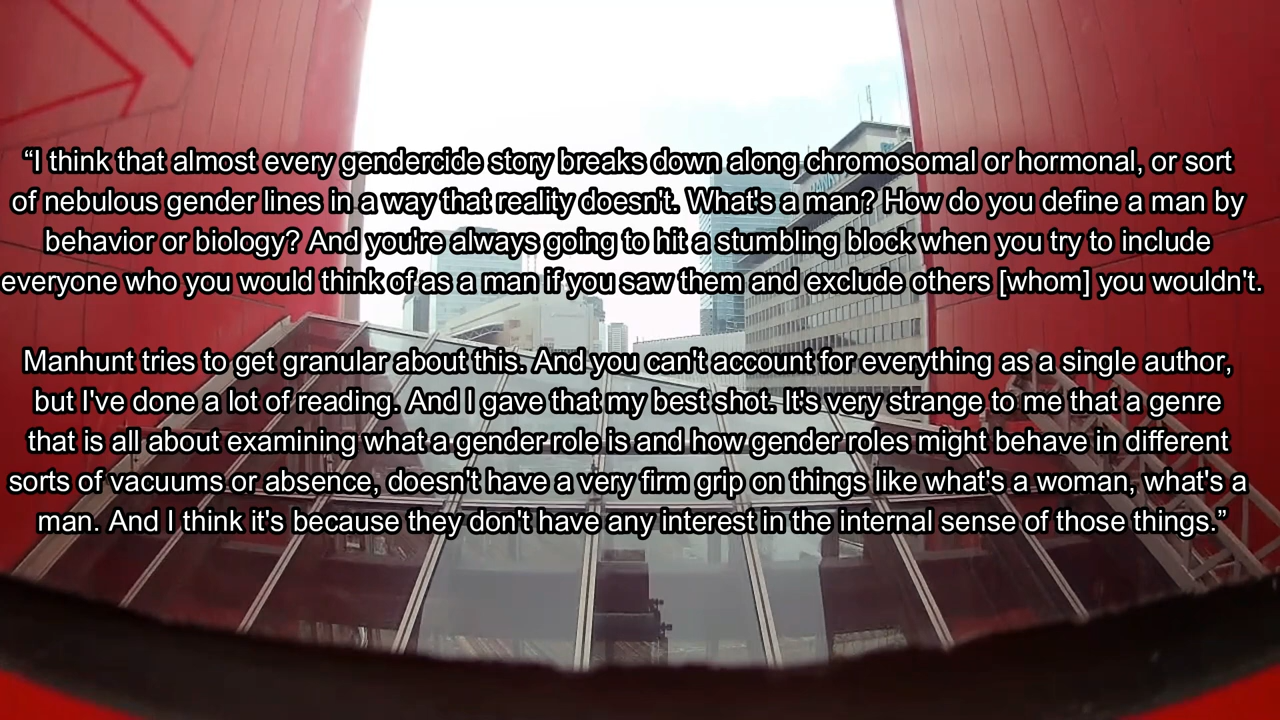 “I think that almost every gendercide story breaks down along chromosomal or hormonal, or sort
of nebulous gender lines in a way that reality doesn't. What's a man? How do you define a man by
behavior or biology? And you're always going to hit a stumbling block when you try to include
everyone who you would think of as a man if you saw them and exclude others [whom] you wouldn't.
Manhunt tries to get granular about this. And you can't account for everything as a single author,
but I've done a lot of reading. And I gave that my best shot. It's very strange to me that a genre
that is all about examining what a gender role is and how gender roles might behave in different
sorts of vacuums or absence, doesn't have a very firm grip on things like what's a woman, what's a
man. And I think it's because they don't have any interest in the internal sense of those things.”